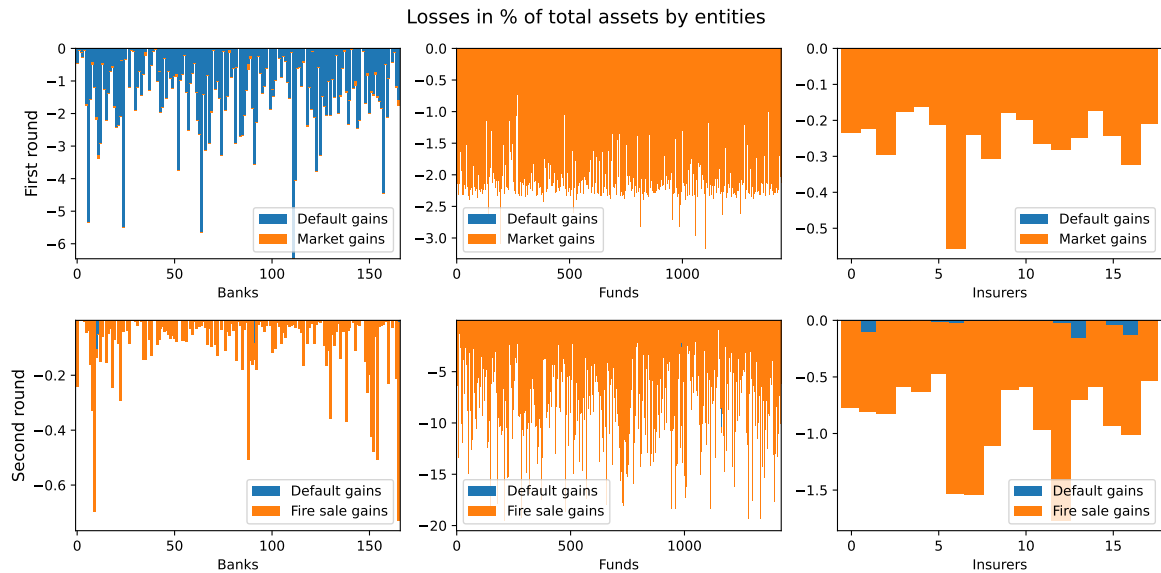 Losses in % of total assets by entities
First round
0
−1
−2
−3
−4
−5
−6
0
50
100
150
Banks
Default gains
Market gains
0.0
−0.5
−1.0
−1.5
−2.0
−2.5
−3.0
0
500
1000
Funds
Default gains
Market gains
0.0
−0.1
−0.2
−0.3
−0.4
−0.5
0
5
10
15
Insurers
Default gains
Market gains
Second round
−0.2
−0.4
−0.6
0
50
100
150
Banks
Default gains
Fire sale gains
−5
−10
−15
−20
0
500
1000
Funds
Default gains
Fire sale gains
0.0
−0.5
−1.0
−1.5
0
5
10
15
Insurers
Default gains
Fire sale gains